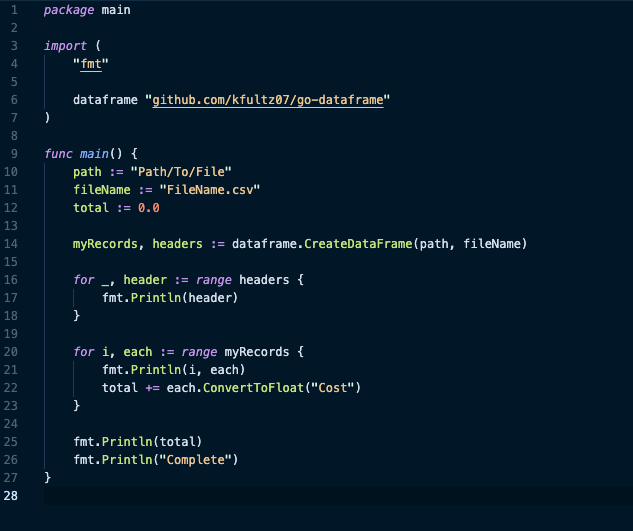 1 package main
2
3 import (
4     "fmt"
5
6     dataframe "github.com/kfultz07/go-dataframe"
7 )
8
9 func main() {
10     path := "Path/To/File"
11     fileName := "FileName.csv"
12     total := 0.0
13
14     myRecords, headers := dataframe.CreateDataFrame(path, fileName)
15
16     for _, header := range headers {
17         fmt.Println(header)
18     }
19
20     for i, each := range myRecords {
21         fmt.Println(i, each)
22         total += each.ConvertToFloat("Cost")
23     }
24
25     fmt.Println(total)
26     fmt.Println("Complete")
27 }
28